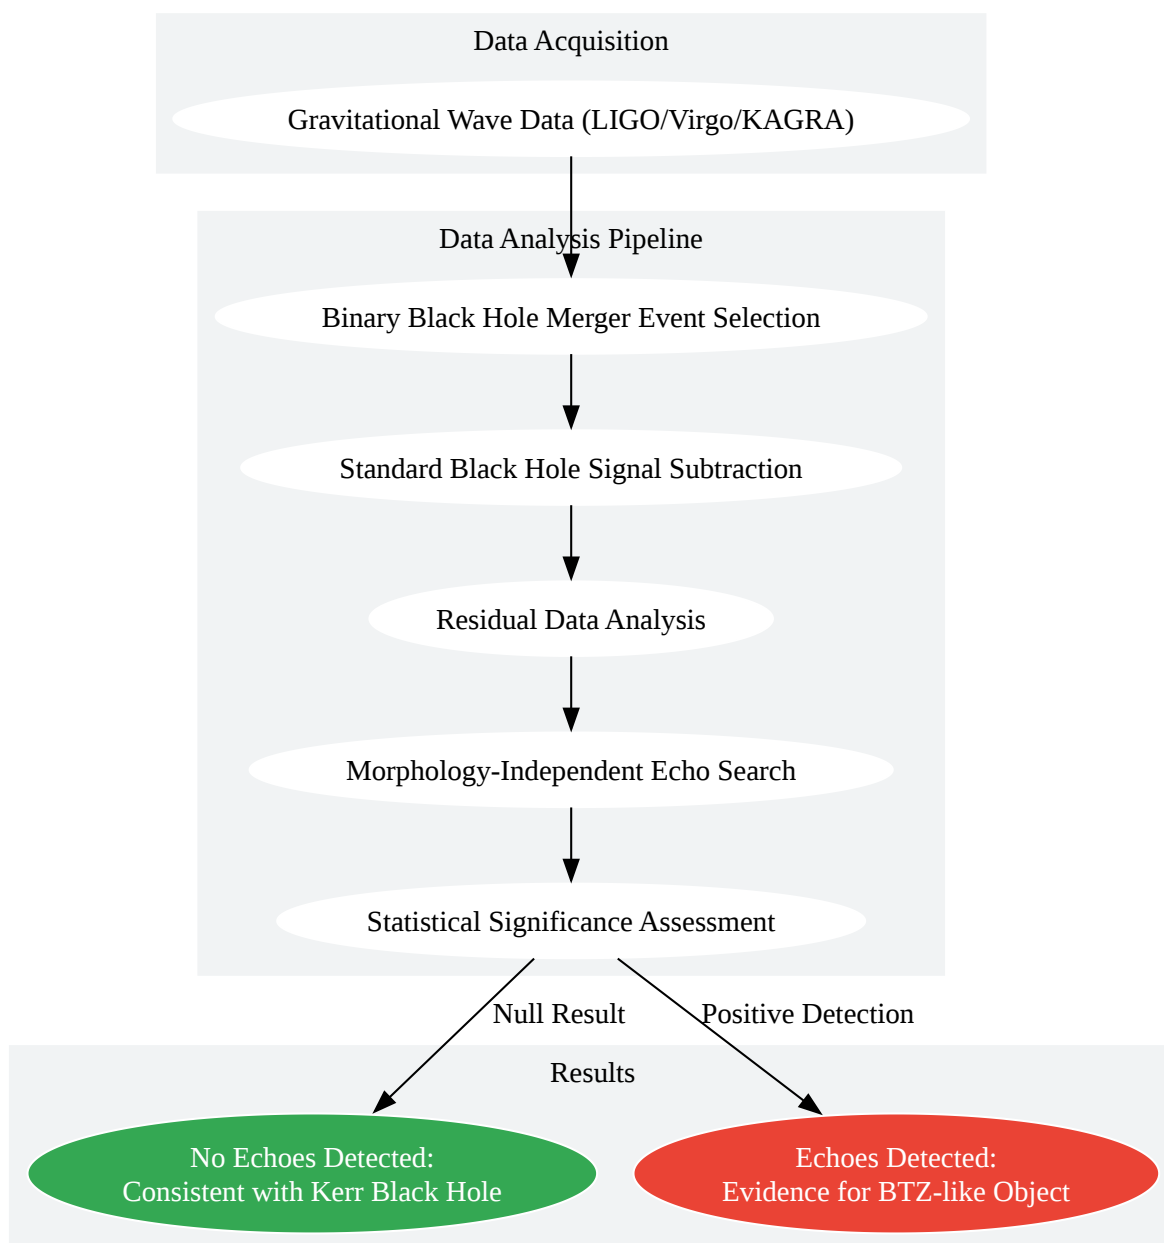 Data Acquisition
Gravitational Wave Data (LIGO/Virgo/KAGRA)
Data Analysis Pipeline
Binary Black Hole Merger Event Selection
Standard Black Hole Signal Subtraction
Residual Data Analysis
Morphology-Independent Echo Search
Statistical Significance Assessment
Null Result
Positive Detection
Results
No Echoes Detected:
Consistent with Kerr Black Hole
Echoes Detected:
Evidence for BTZ-like Object